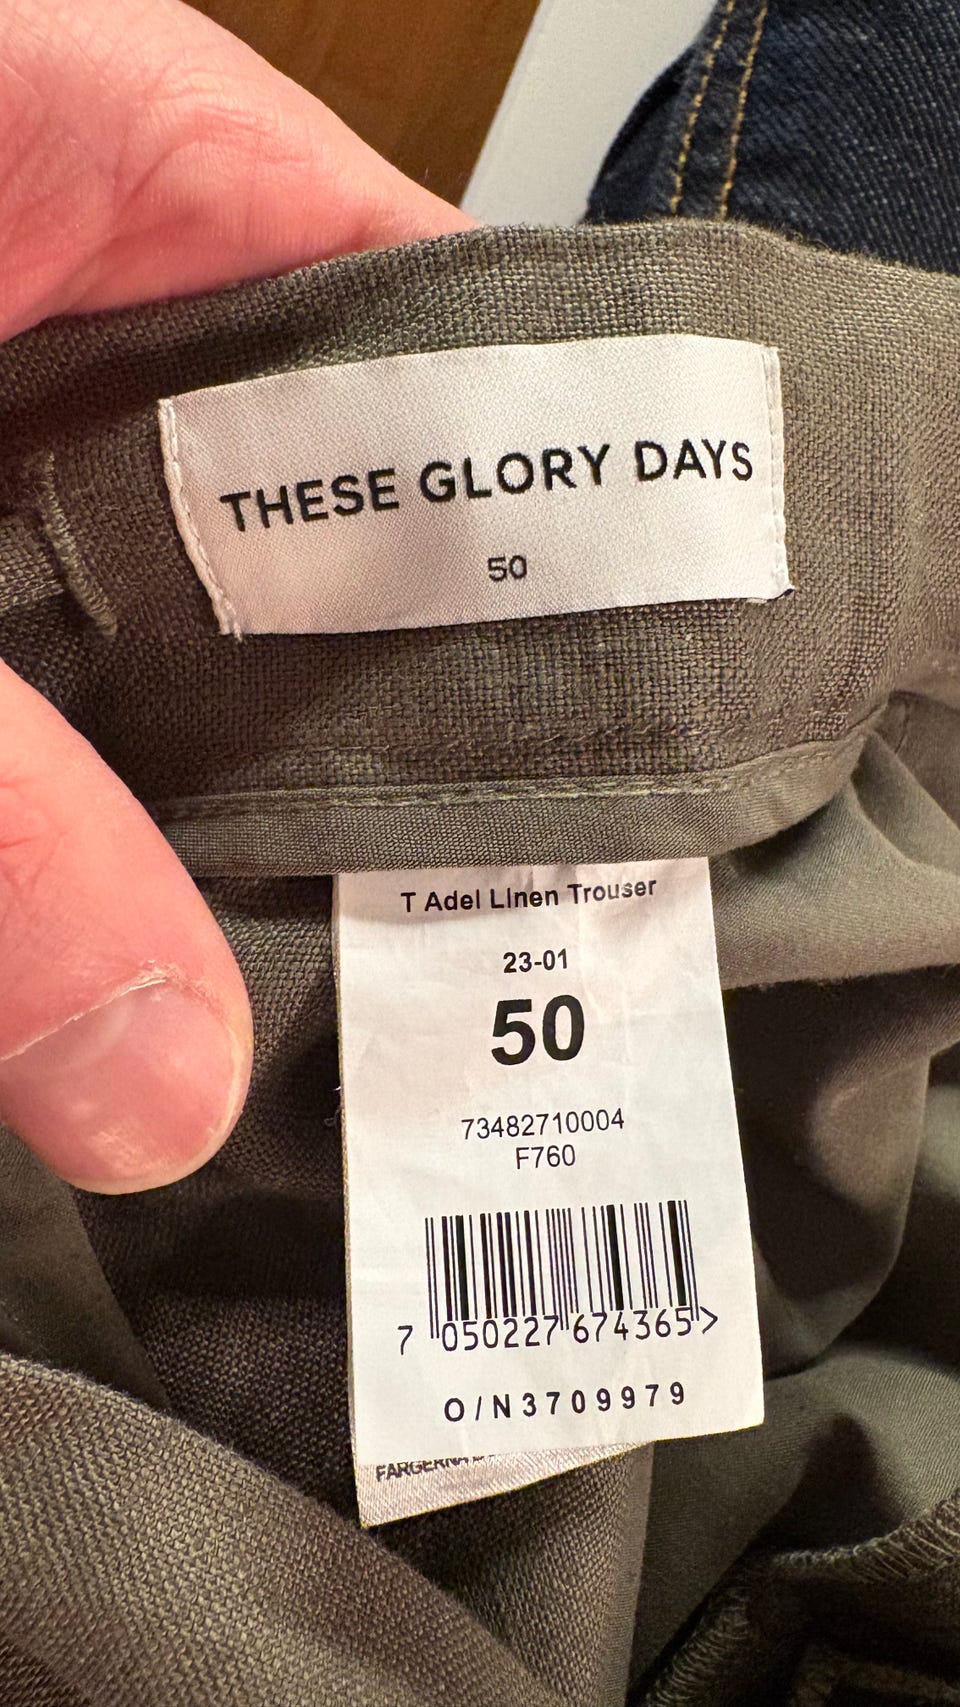 THESE GLORY DAYS
50
T Adel Linen Trouser
23-01
50
73482710004
F760
7 050227 674365 >
O/N3709979